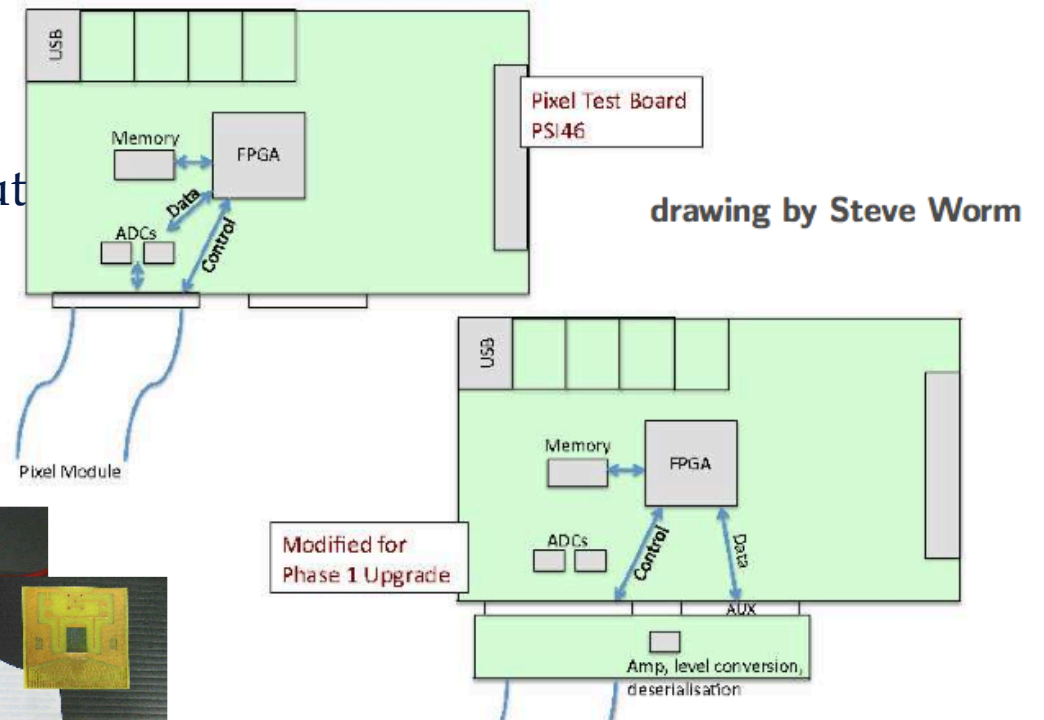 USB
Pixel Test Board
PSI46
Memory
FPGA
Data
ADCs
Control
ut
drawing by Steve Worm
Pixel Module
USB
Memory
FPGA
Modified for
Phase 1 Upgrade
ADCs
Control
Data
AUX
Amp, level conversion,
deserialisation